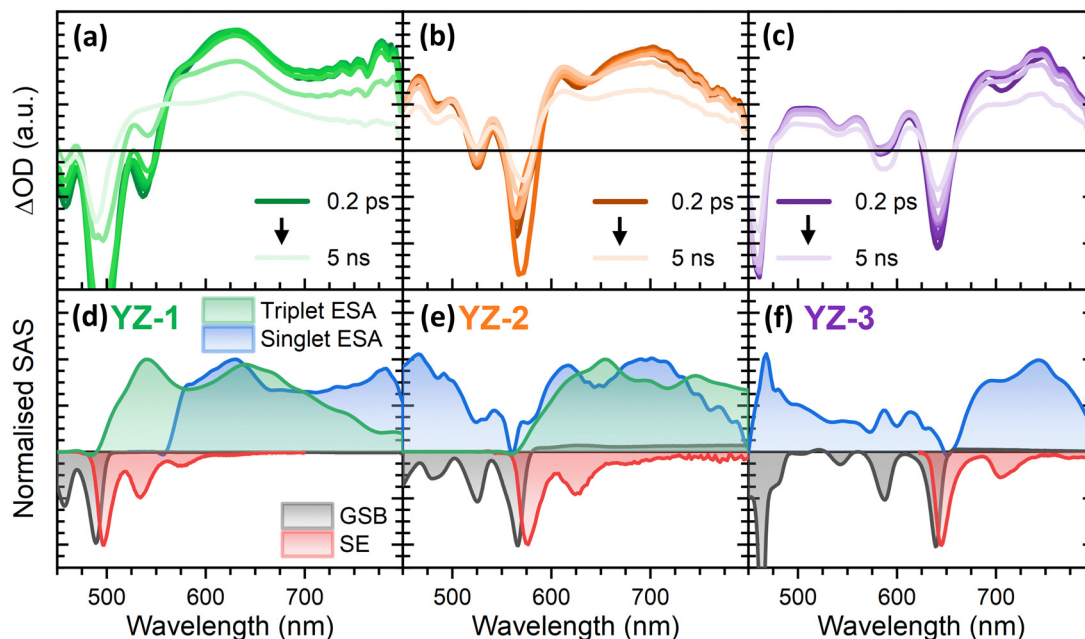 (a)
(b)
(c)
ΔOD (a.u.)
0.2 ps
5 ns
0.2 ps
5 ns
0.2 ps
5 ns
(d) YZ-1
Triplet ESA
Singlet ESA
(e) YZ-2
(f) YZ-3
Normalised SAS
GSB
SE
500 600 700
500 600 700
500 600 700
Wavelength (nm)
Wavelength (nm)
Wavelength (nm)